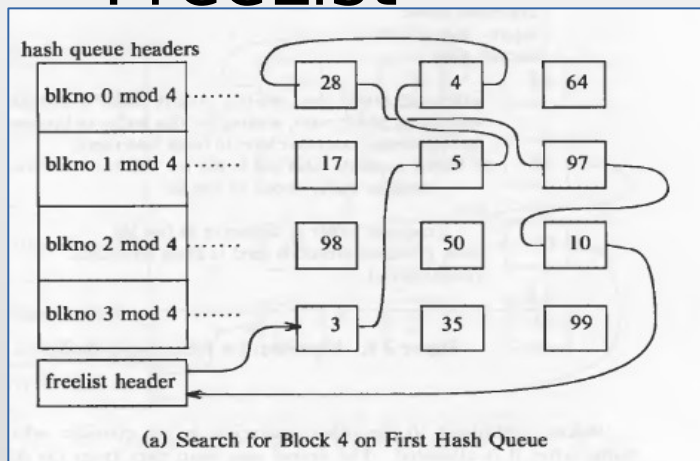 FreeList
hash queue headers
blkno 0 mod 4 28 4 64
blkno 1 mod 4 17 5 97
blkno 2 mod 4 98 50 10
blkno 3 mod 4 3 35 99
freelist header
(a) Search for Block 4 on First Hash Queue